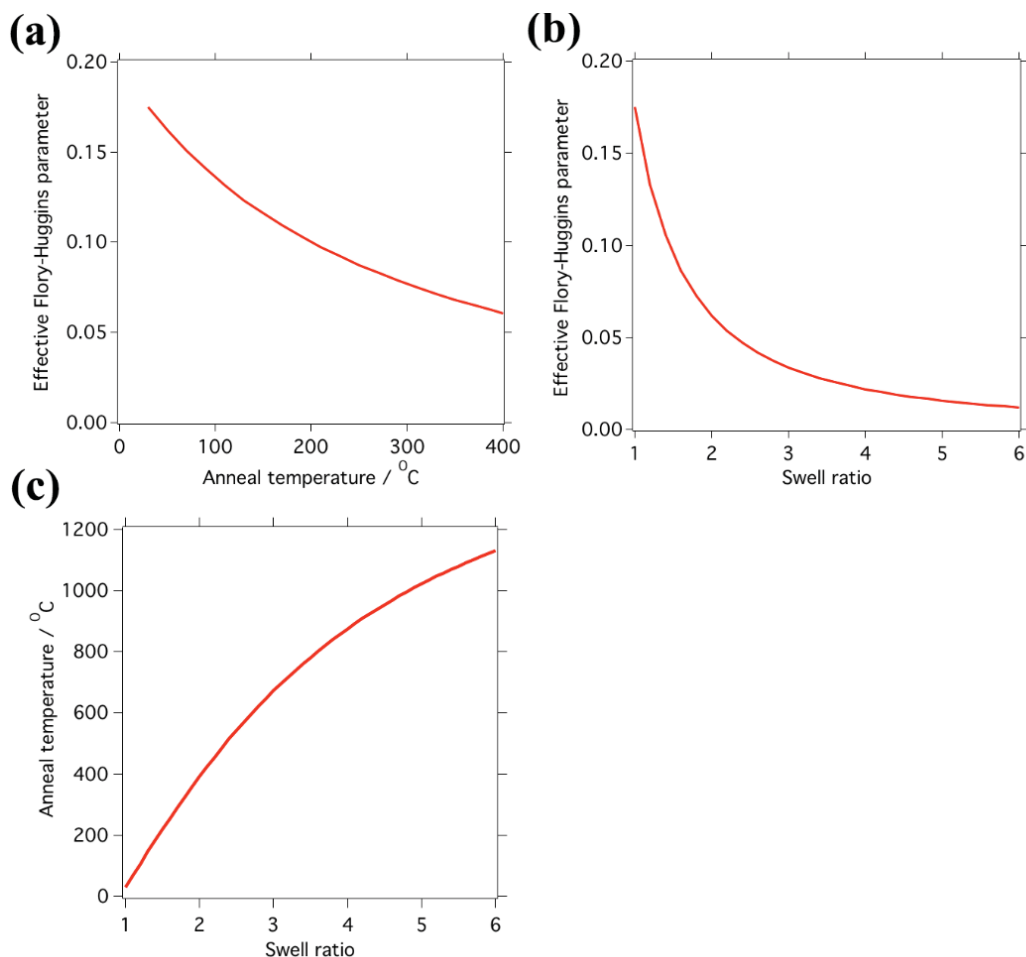 (a)
Effective Flory-Huggins parameter
0.20
0.15
0.10
0.05
0.00
0 100 200 300 400
Anneal temperature / ⁰C
(b)
Effective Flory-Huggins parameter
0.20
0.15
0.10
0.05
0.00
1 2 3 4 5 6
Swell ratio
(c)
Anneal temperature / ⁰C
1200
1000
800
600
400
200
0
1 2 3 4 5 6
Swell ratio